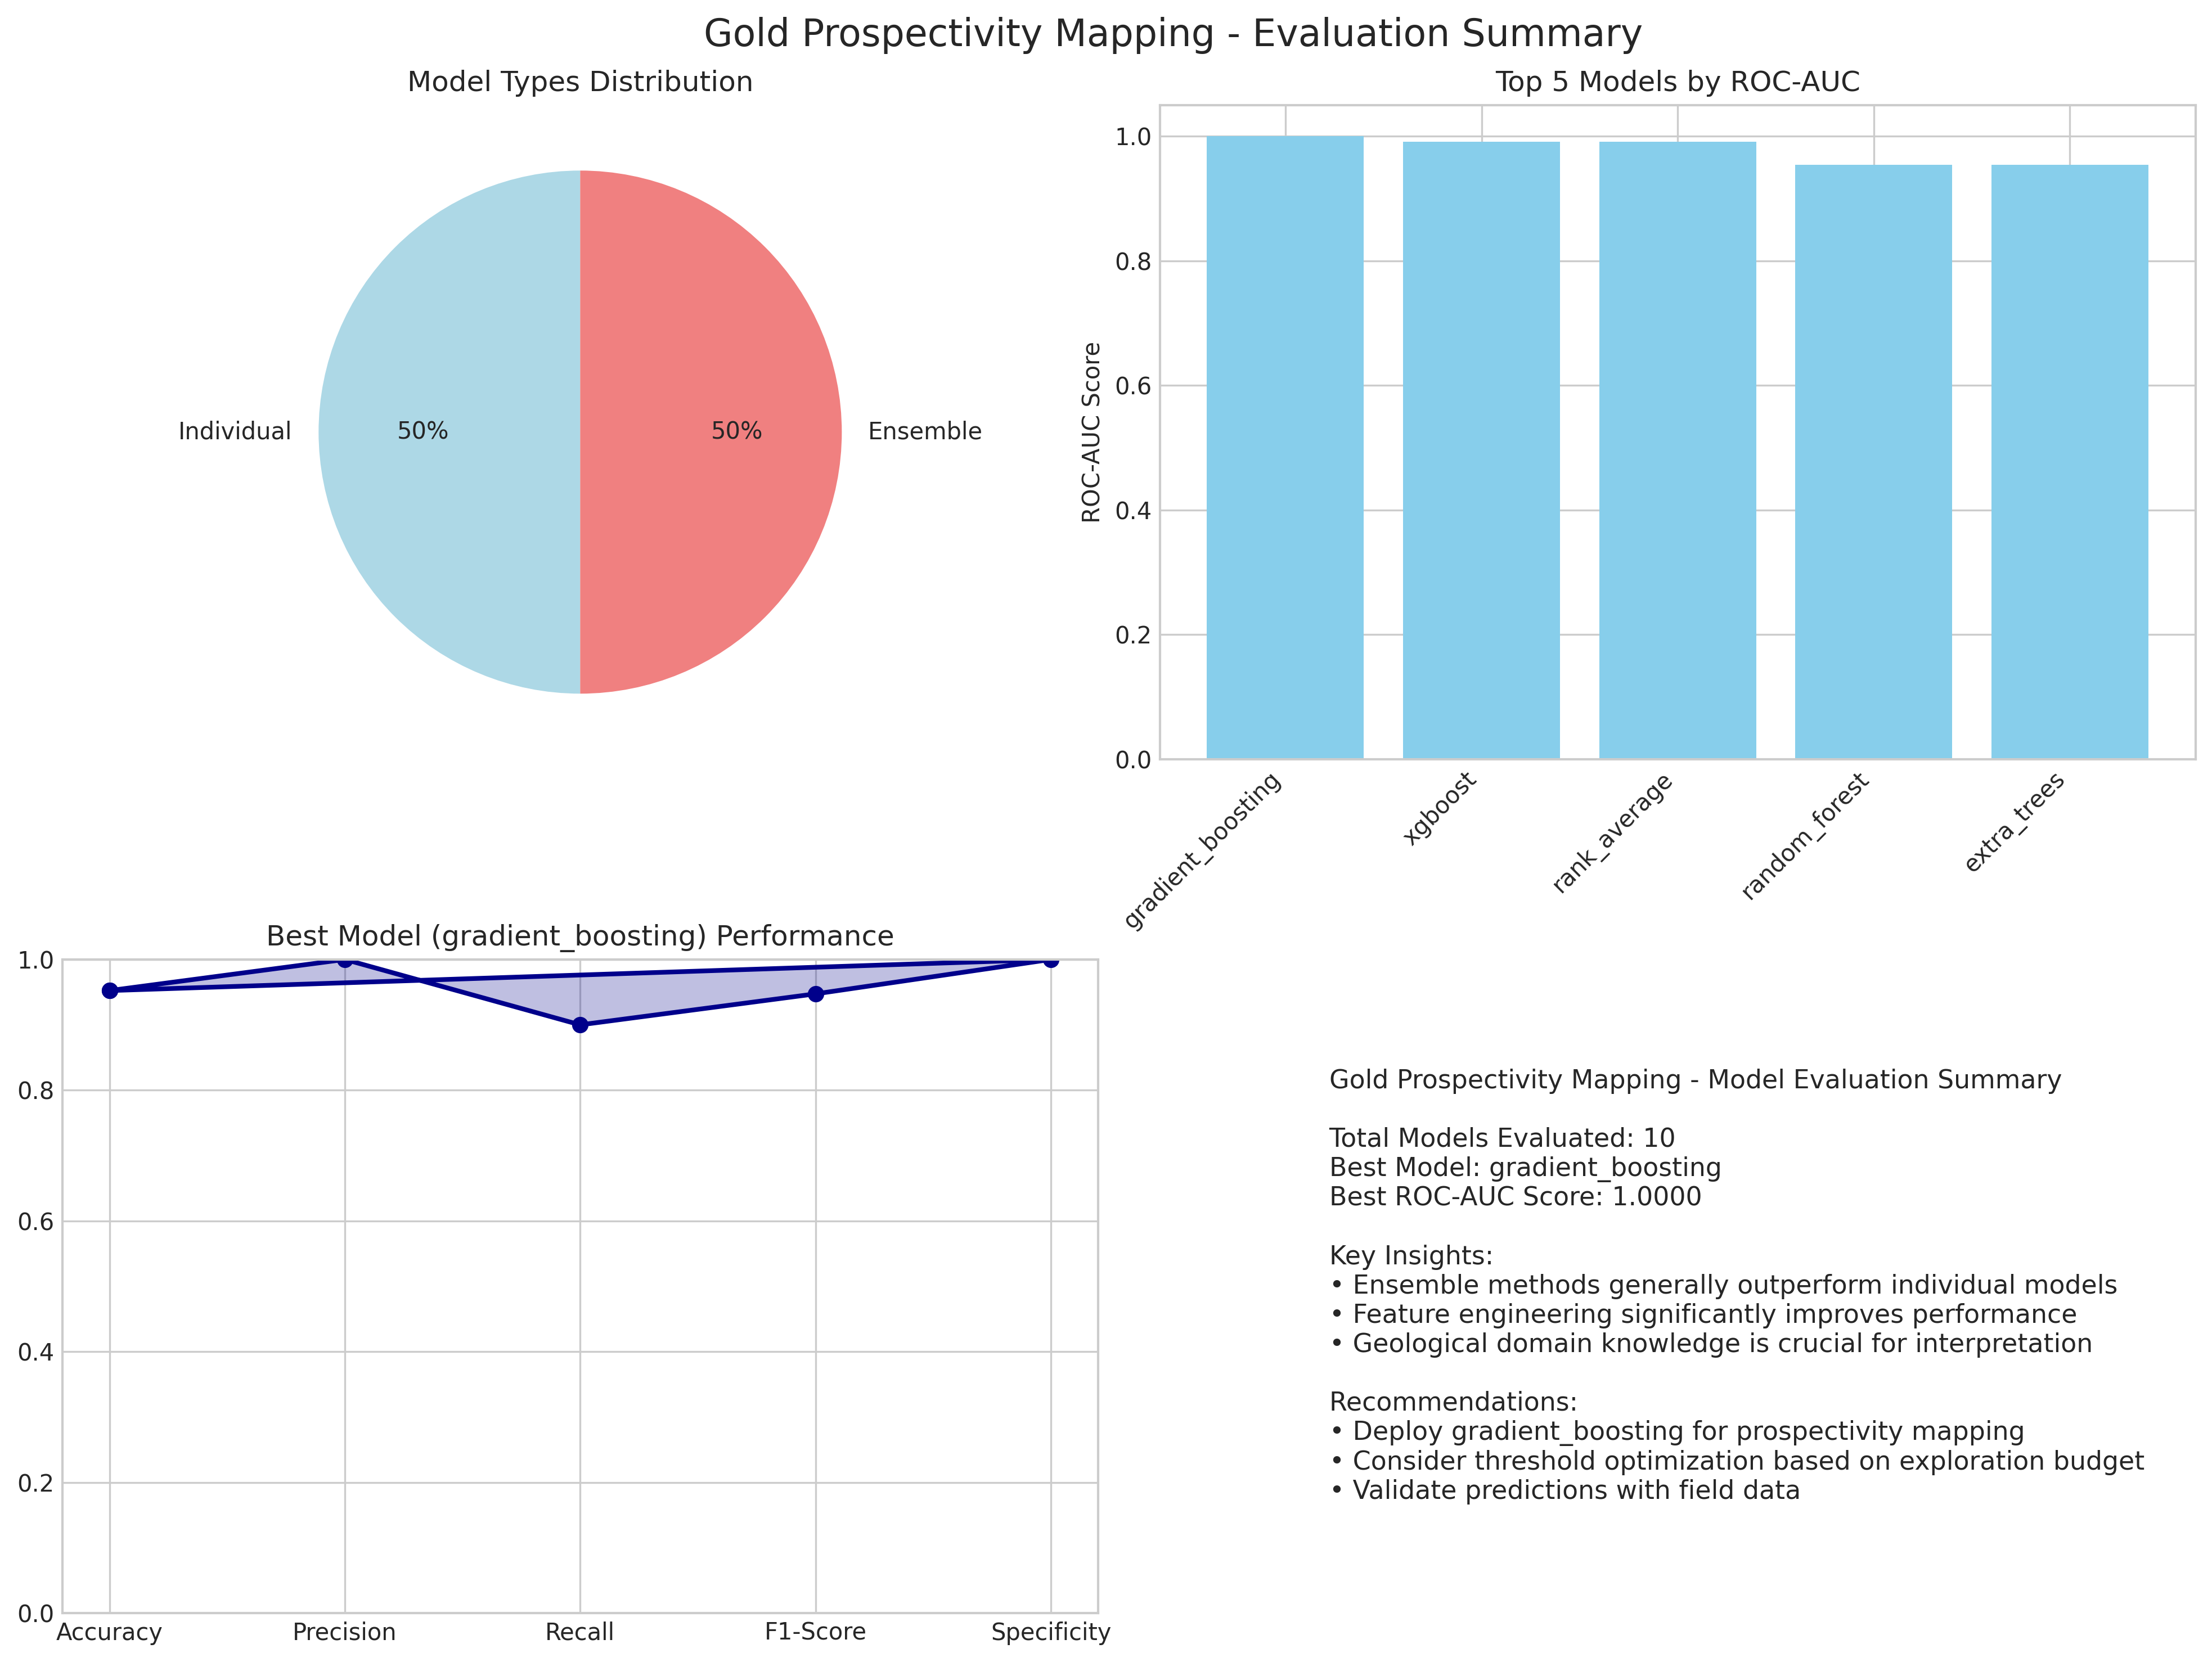 Gold Prospectivity Mapping - Evaluation Summary
Model Types Distribution
Individual
50%
50%
Ensemble
Top 5 Models by ROC-AUC
ROC-AUC Score
1.0
0.8
0.6
0.4
0.2
0.0
gradient_boosting
xgboost
rank_average
random_forest
extra_trees
Best Model (gradient_boosting) Performance
1.0
0.8
0.6
0.4
0.2
0.0
Accuracy
Precision
Recall
F1-Score
Specificity
Gold Prospectivity Mapping - Model Evaluation Summary
Total Models Evaluated: 10
Best Model: gradient_boosting
Best ROC-AUC Score: 1.0000
Key Insights:
• Ensemble methods generally outperform individual models
• Feature engineering significantly improves performance
• Geological domain knowledge is crucial for interpretation
Recommendations:
• Deploy gradient_boosting for prospectivity mapping
• Consider threshold optimization based on exploration budget
• Validate predictions with field data